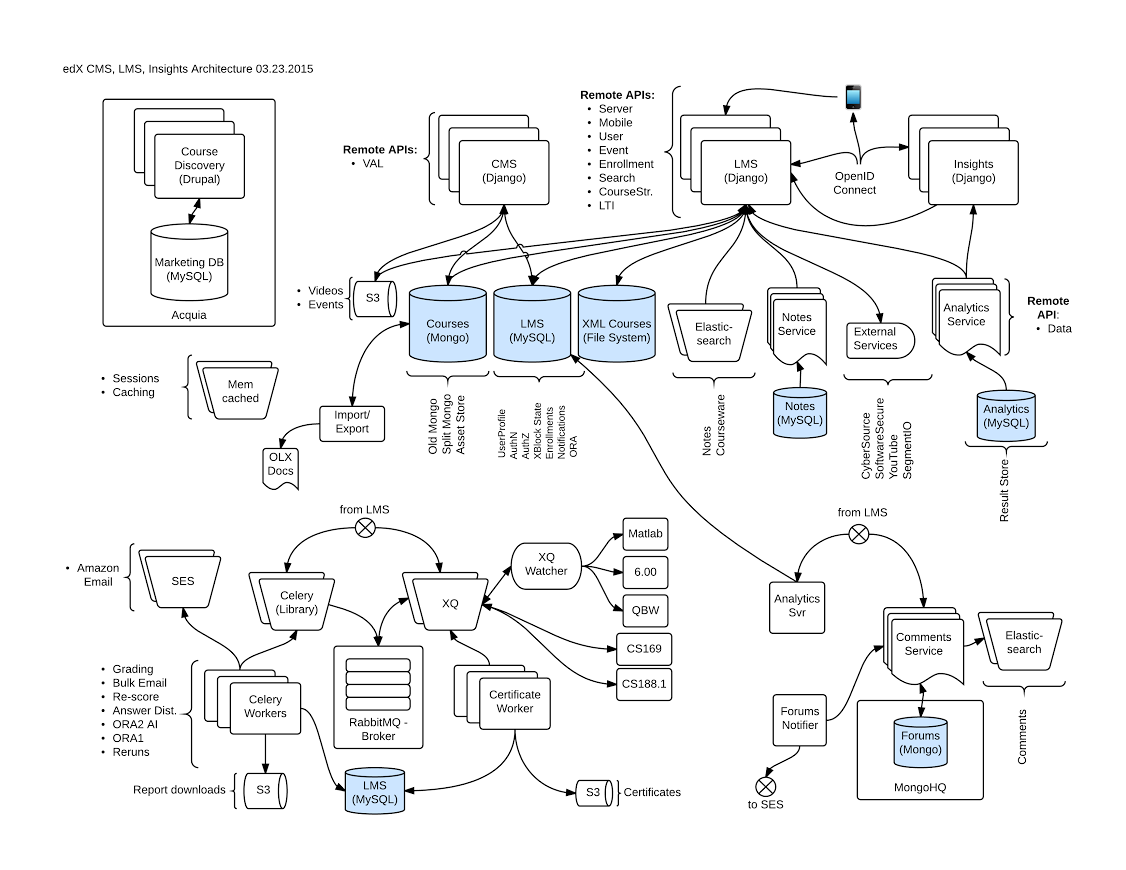 edX CMS, LMS, Insights Architecture 03.23.2015
Course
Discovery
(Drupal)
Marketing DB
(MySQL)
Acquia
Remote APIs:
• VAL
CMS
(Django)
Remote APIs:
• Server
• Mobile
• User
• Event
• Enrollment
• Search
• CourseStr.
• LTI
LMS
(Django)
OpenID
Connect
Insights
(Django)
• Videos
• Events
S3
Courses
(Mongo)
LMS
(MySQL)
XML Courses
(File System)
Elastic-
search
Notes
Service
External
Services
Analytics
Service
Remote
API:
• Data
• Sessions
• Caching
Mem
cached
Import/
Export
OLX
Docs
Old Mongo
Split Mongo
Asset Store
UserProfile
AuthN
AuthZ
XBlock State
Enrollments
Notifications
ORA
Notes
Courseware
Notes
(MySQL)
CyberSource
SoftwareSecure
YouTube
SegmentIO
Analytics
(MySQL)
Result Store
from LMS
• Amazon
Email
SES
Celery
(Library)
XQ
XQ
Watcher
Matlab
6.00
QBW
CS169
CS188.1
• Grading
• Bulk Email
• Re-score
• Answer Dist.
• ORA2 AI
• ORA1
• Reruns
Celery
Workers
RabbitMQ -
Broker
Certificate
Worker
Report downloads
S3
LMS
(MySQL)
S3
Certificates
from LMS
Analytics
Svr
Comments
Service
Elastic-
search
Comments
Forums
Notifier
to SES
Forums
(Mongo)
MongoHQ